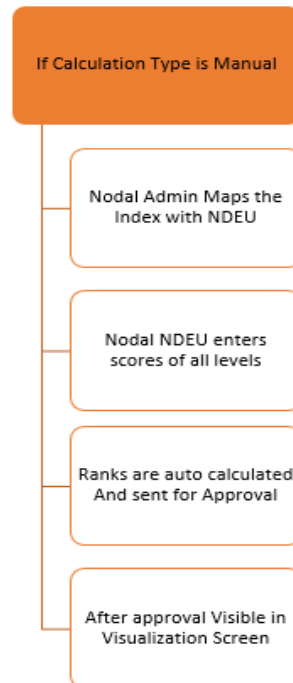 If Calculation Type is Manual
Nodal Admin Maps the
Index with NDEU
Nodal NDEU enters
scores of all levels
Ranks are auto calculated
And sent for Approval
After approval Visible in
Visualization Screen